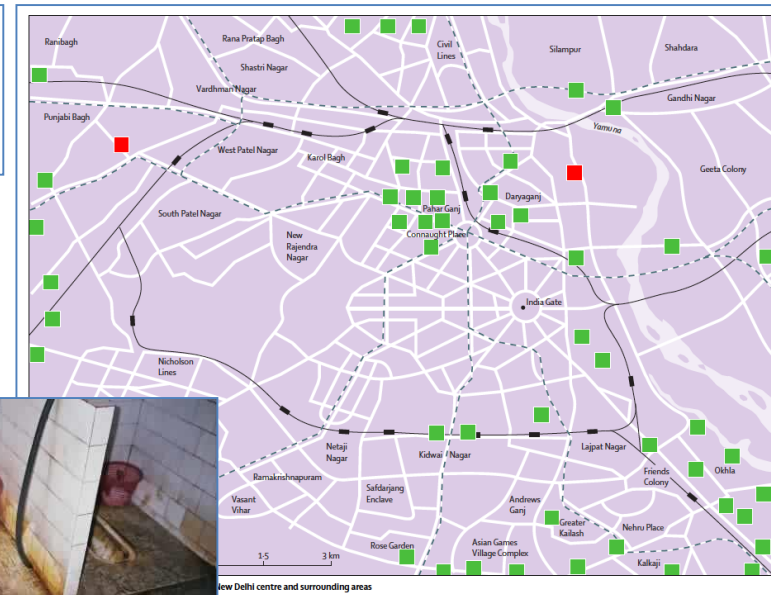 Ranibagh
Rana Pratap Bagh
Civil
Lines
Silampur
Shahdara
Shastri Nagar
Vardhman Nagar
Gandhi Nagar
Punjabi Bagh
Yamuna
West Patel Nagar
Karol Bagh
Geeta Colony
Daryaganj
South Patel Nagar
Pahar Ganj
New
Rajendra
Nagar
Connaught Place
India Gate
Nicholson
Lines
Netaji
Nagar
Kidwai Nagar
Lajpat Nagar
Friends
Colony
Okhla
Ramaknshnapuram
Safdarjang
Enclave
Vasant
Vihar
Andrews
Ganj
Greater
Kailash
Nehru Place
Rose Garden
Asian Games
Village Complex
Kalkaji
1·5
3 km
New Delhi centre and surrounding areas